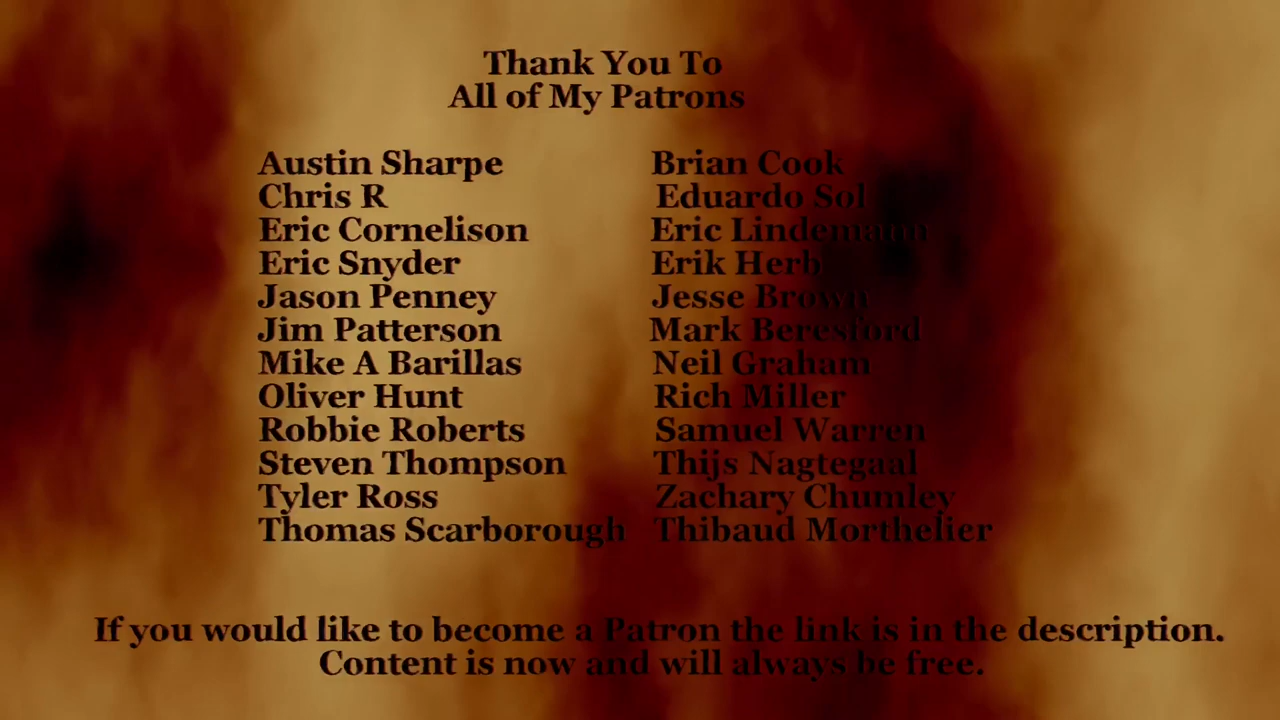 Thank You To
All of My Patrons
Austin Sharpe Brian Cook
Chris R Eduardo Sol
Eric Cornelison Eric Lindemann
Eric Snyder Erik Herb
Jason Penney Jesse Brown
Jim Patterson Mark Beresford
Mike A Barillas Neil Graham
Oliver Hunt Rich Miller
Robbie Roberts Samuel Warren
Steven Thompson Thijs Nagtegaal
Tyler Ross Zachary Chumley
Thomas Scarborough Thibaud Morthelier
If you would like to become a Patron the link is in the description.
Content is now and will always be free.